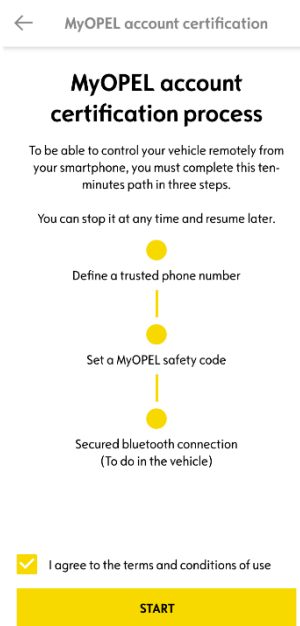 MyOPEL account certification
MyOPEL account
certification process
To be able to control your vehicle remotely from
your smartphone, you must complete this ten-
minutes path in three steps.
You can stop it at any time and resume later.
Define a trusted phone number
Set a MyOPEL safety code
Secured bluetooth connection
(To do in the vehicle)
I agree to the terms and conditions of use
START